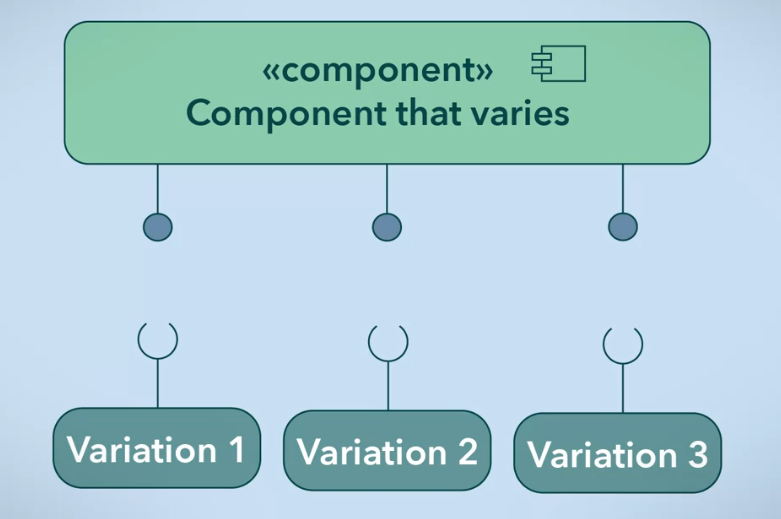 «component»
Component that varies
Variation 1
Variation 2
Variation 3